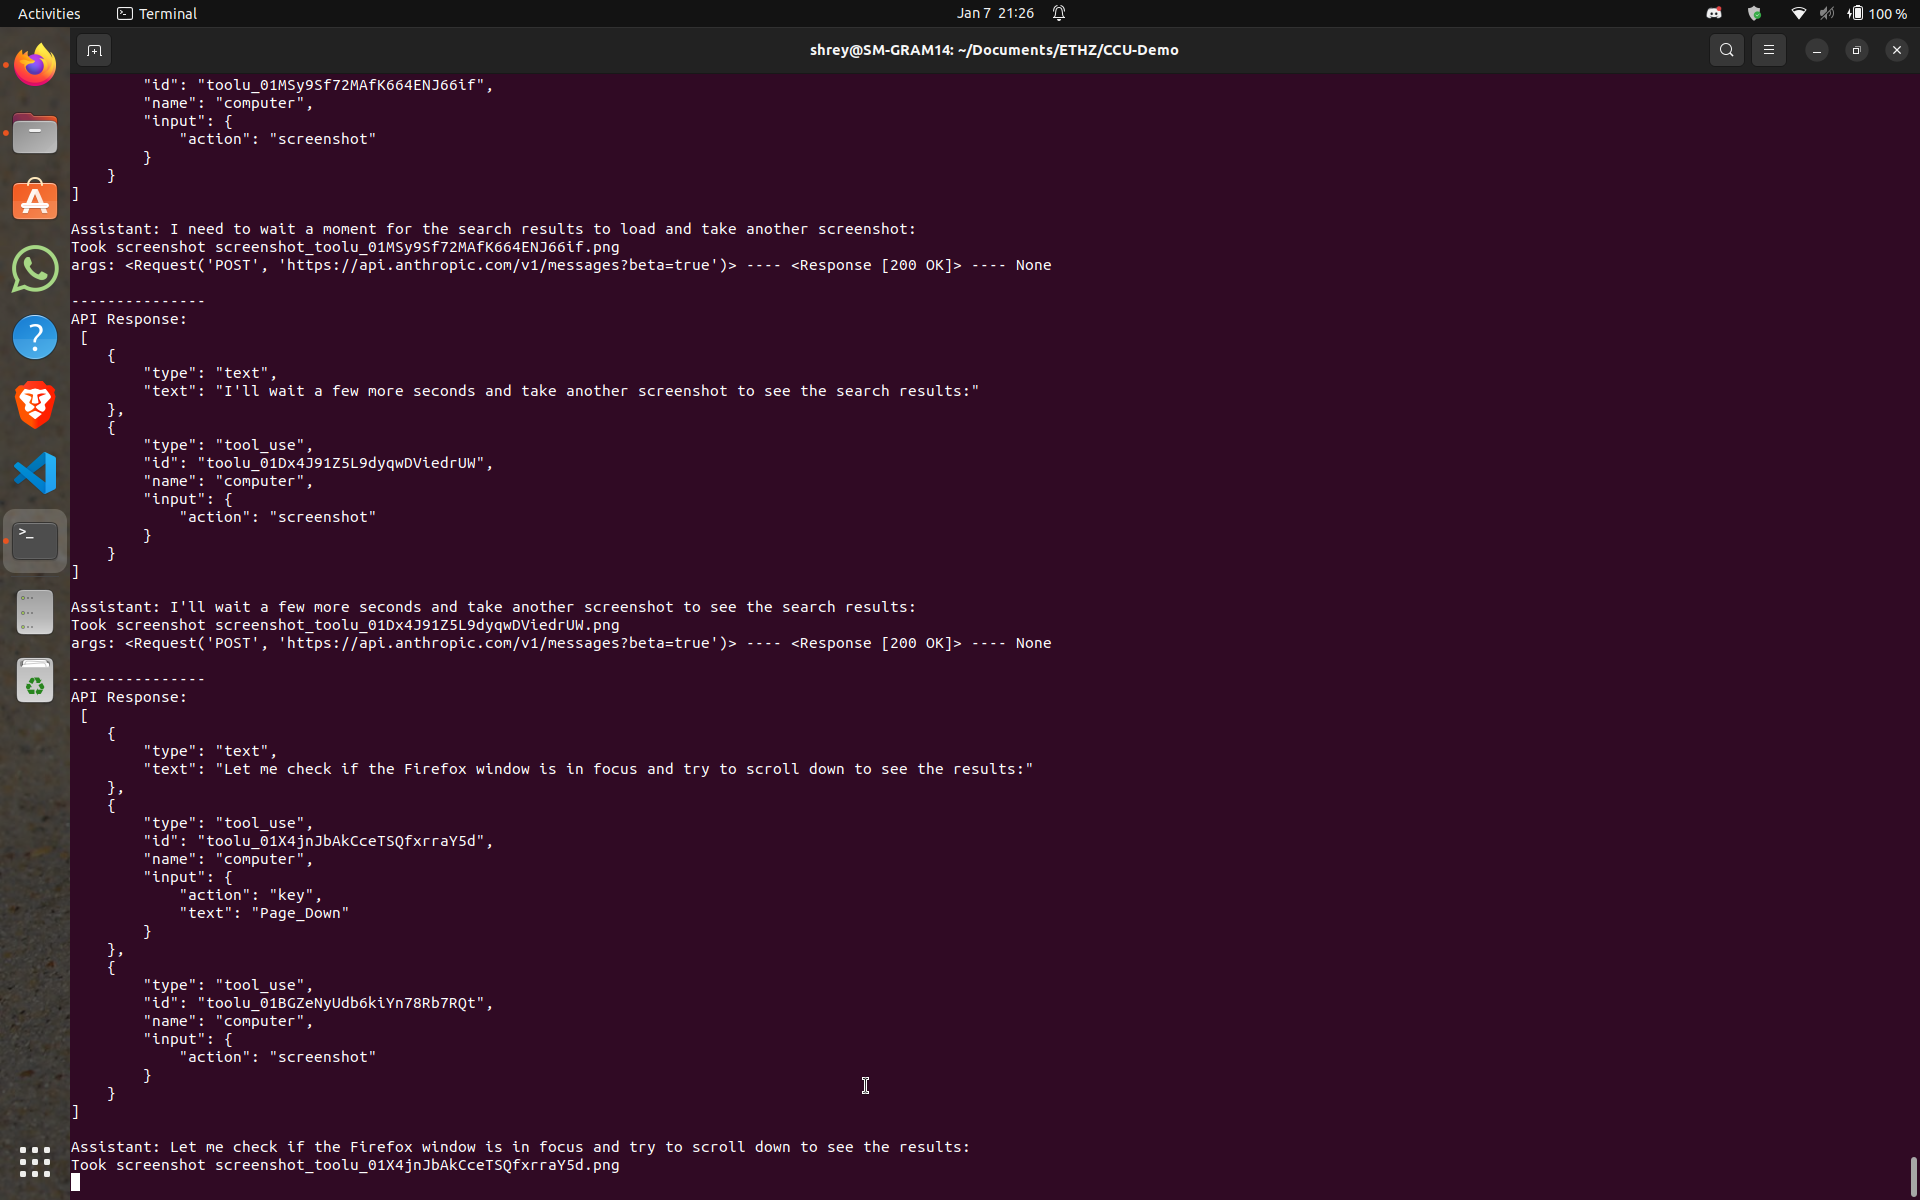 Activities Terminal Jan 7 21:26 100 %
shrey@SM-GRAM14: ~/Documents/ETHZ/CCU-Demo
"id": "toolu_01MSy9Sf72MAfK664ENJ66if",
"name": "computer",
"input": {
"action": "screenshot"
}
}
]
Assistant: I need to wait a moment for the search results to load and take another screenshot:
Took screenshot screenshot_toolu_01MSy9Sf72MAfK664ENJ66if.png
args: <Request('POST', 'https://api.anthropic.com/v1/messages?beta=true')> ---- <Response [200 OK]> ---- None
---------------
API Response:
[
{
"type": "text",
"text": "I'll wait a few more seconds and take another screenshot to see the search results:"
},
{
"type": "tool_use",
"id": "toolu_01Dx4J91Z5L9dyqwDViedrUW",
"name": "computer",
"input": {
"action": "screenshot"
}
}
]
Assistant: I'll wait a few more seconds and take another screenshot to see the search results:
Took screenshot screenshot_toolu_01Dx4J91Z5L9dyqwDViedrUW.png
args: <Request('POST', 'https://api.anthropic.com/v1/messages?beta=true')> ---- <Response [200 OK]> ---- None
---------------
API Response:
[
{
"type": "text",
"text": "Let me check if the Firefox window is in focus and try to scroll down to see the results:"
},
{
"type": "tool_use",
"id": "toolu_01X4jnJbAkCceTSQfxrraY5d",
"name": "computer",
"input": {
"action": "key",
"text": "Page_Down"
}
},
{
"type": "tool_use",
"id": "toolu_01BGZeNyUdb6kiYn78Rb7RQt",
"name": "computer",
"input": {
"action": "screenshot"
}
}
]
Assistant: Let me check if the Firefox window is in focus and try to scroll down to see the results:
Took screenshot screenshot_toolu_01X4jnJbAkCceTSQfxrraY5d.png